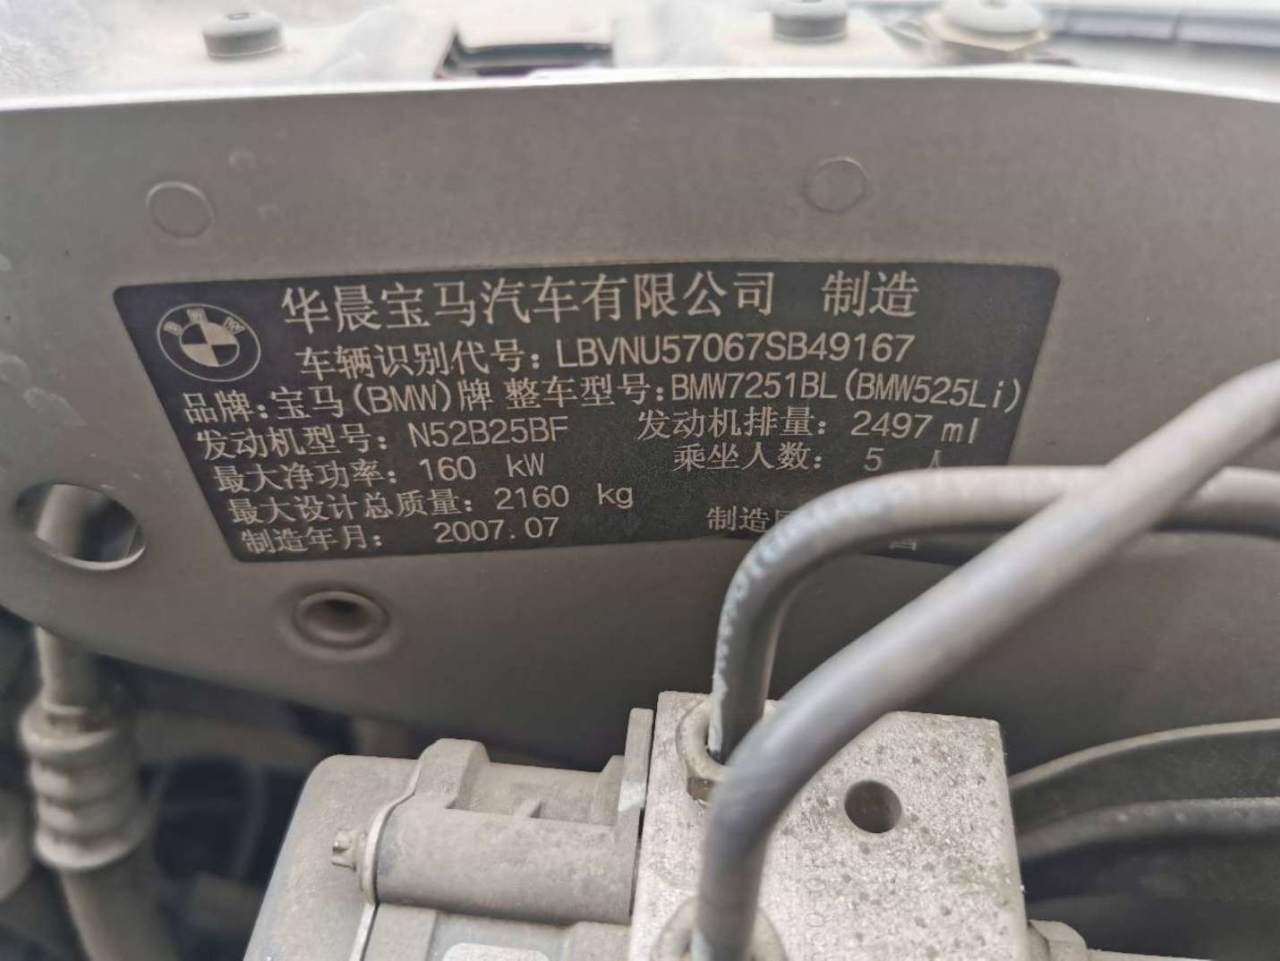 华晨宝马汽车有限公司 制造
车辆识别代号: LBVNU57067SB49167
品牌: 宝马(BMW)牌 整车型号: BMW7251BL(BMW525Li)
发动机型号: N52B25BF 发动机排量: 2497 ml
最大净功率: 160 kW 乘坐人数: 5 人
最大设计总质量: 2160 kg
制造年月: 2007.07 制造